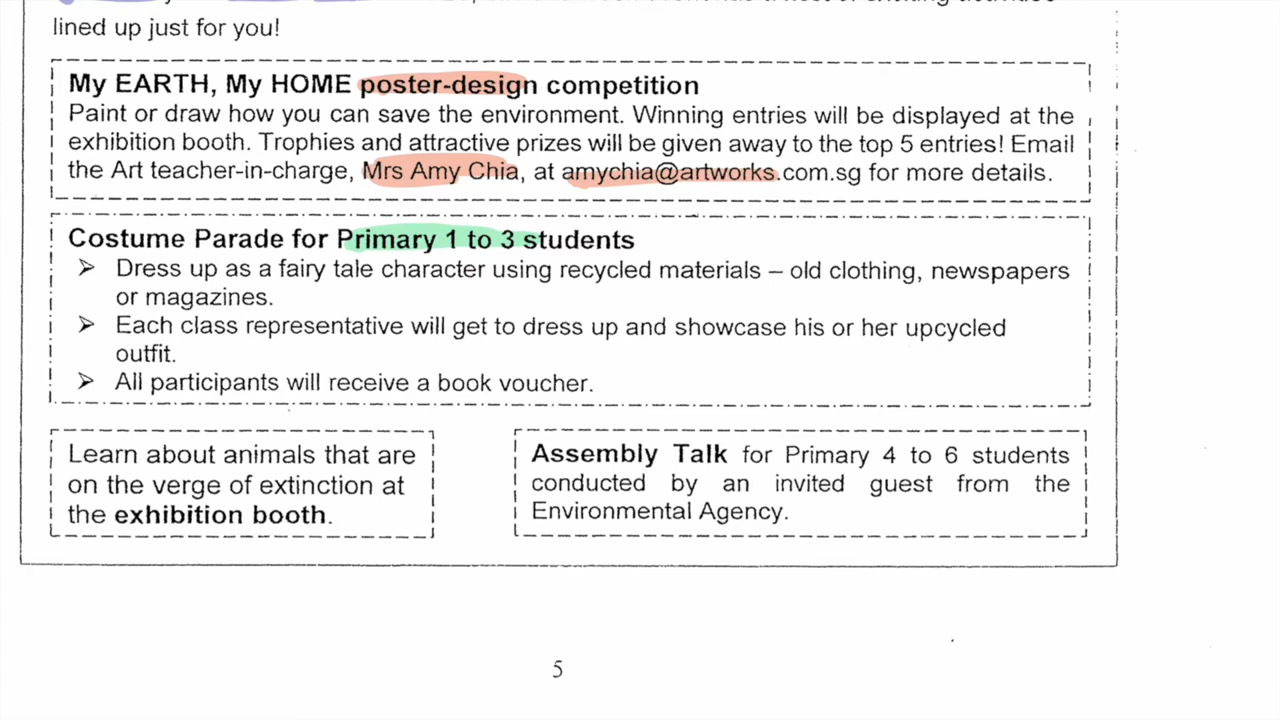 lined up just for you!
My EARTH, My HOME poster-design competition
Paint or draw how you can save the environment. Winning entries will be displayed at the
exhibition booth. Trophies and attractive prizes will be given away to the top 5 entries! Email
the Art teacher-in-charge, Mrs Amy Chia, at amychia@artworks.com.sg for more details.
Costume Parade for Primary 1 to 3 students
➢ Dress up as a fairy tale character using recycled materials – old clothing, newspapers
or magazines.
➢ Each class representative will get to dress up and showcase his or her upcycled
outfit.
➢ All participants will receive a book voucher.
Learn about animals that are
on the verge of extinction at
the exhibition booth.
Assembly Talk for Primary 4 to 6 students
conducted by an invited guest from the
Environmental Agency.
5